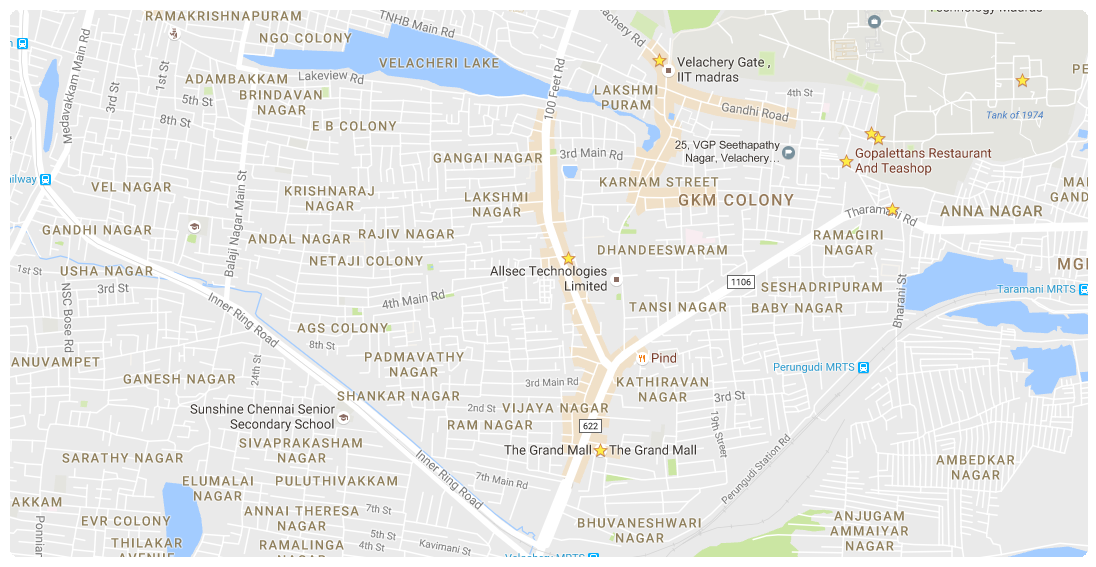 RAMAKRISHNAPURAM
TNHB Main Rd
Velachery Rd
Technology Madras
NGO COLONY
VELACHERI LAKE
Velachery Gate ,
IIT madras
Medavakkam Main Rd
1st St
3rd St
ADAMBAKKAM
Lakeview Rd
BRINDAVAN
NAGAR
5th St
8th St
E B COLONY
100 Feet Rd
LAKSHMI
PURAM
Gandhi Road
4th St
Tank of 1974
GANGAI NAGAR
3rd Main Rd
25, VGP Seethapathy
Nagar, Velachery…
Gopalettans Restaurant
And Teashop
VEL NAGAR
KRISHNARAJ
NAGAR
LAKSHMI
NAGAR
KARNAM STREET
GKM COLONY
Tharamani Rd
ANNA NAGAR
GANDHI NAGAR
Balaji Nagar Main St
ANDAL NAGAR
RAJIV NAGAR
NETAJI COLONY
DHANDEESWARAM
RAMAGIRI
NAGAR
1st St
USHA NAGAR
3rd St
NSC Bose Rd
Inner Ring Road
4th Main Rd
Allsec Technologies
Limited
1106
SESHADRIPURAM
Taramani MRTS
TANSI NAGAR
BABY NAGAR
Bharani St
AGS COLONY
8th St
PADMAVATHY
NAGAR
Pind
Perungudi MRTS
GANESH NAGAR
24th St
3rd Main Rd
KATHIRAVAN
NAGAR
3rd St
SHANKAR NAGAR
2nd St
VIJAYA NAGAR
Sunshine Chennai Senior
Secondary School
RAM NAGAR
622
19th Street
SIVAPRAKASHAM
NAGAR
The Grand Mall
The Grand Mall
SARATHY NAGAR
Inner Ring Road
7th Main Rd
Perungudi Station Rd
AMBEDKAR
NAGAR
ELUMALAI
NAGAR
PULUTHIVAKKAM
ANNAI THERESA
NAGAR
7th St
EVR COLONY
5th St
BHUVANESHWARI
NAGAR
ANJUGAM
AMMAIYAR
NAGAR
THILAKAR
AVENUE
RAMALINGA
NAGAR
4th St
Kavimani St
Velachery MRTS